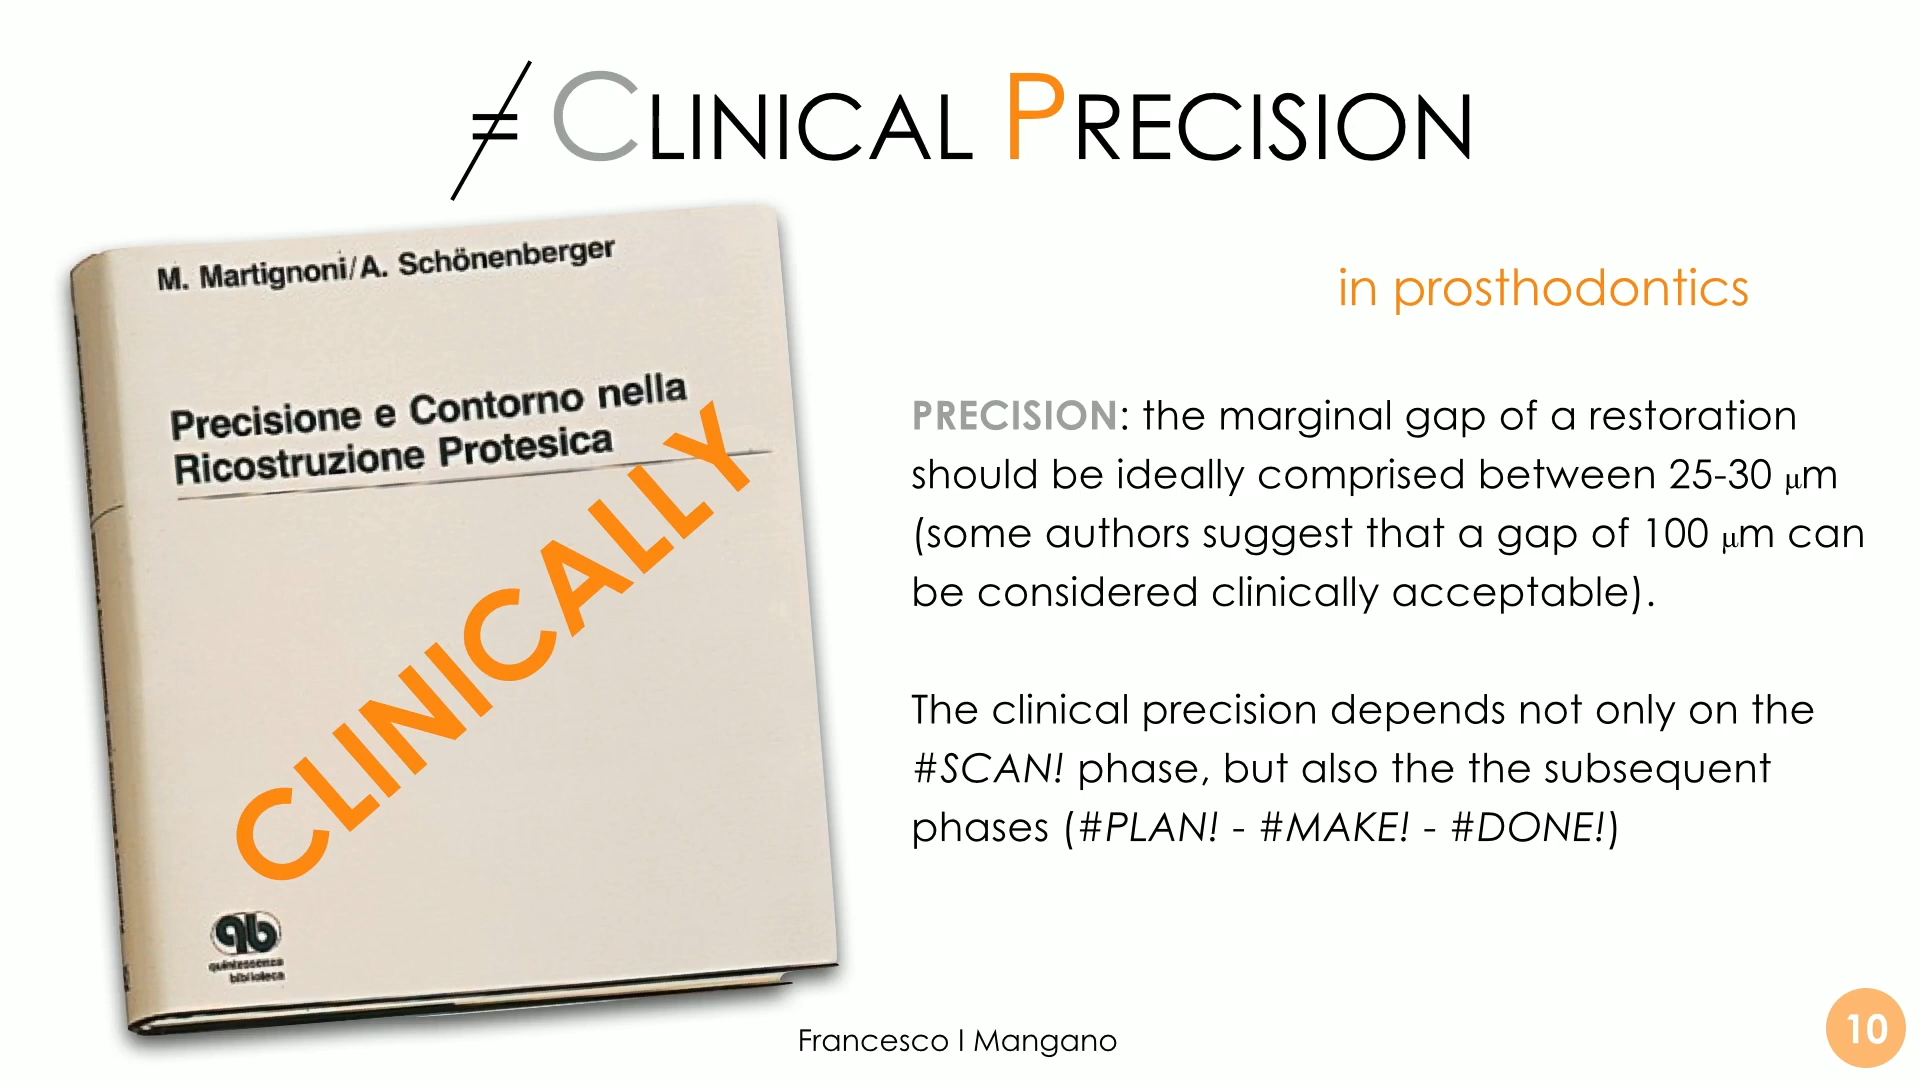 ≠ CLINICAL PRECISION
M. Martignoni/A. Schönenberger
Precisione e Contorno nella
Ricostruzione Protesica
CLINICALLY
qb
quintessenza
biblioteca
in prosthodontics
PRECISION: the marginal gap of a restoration
should be ideally comprised between 25-30 μm
(some authors suggest that a gap of 100 μm can
be considered clinically acceptable).
The clinical precision depends not only on the
#SCAN! phase, but also the the subsequent
phases (#PLAN! - #MAKE! - #DONE!)
Francesco I Mangano
10